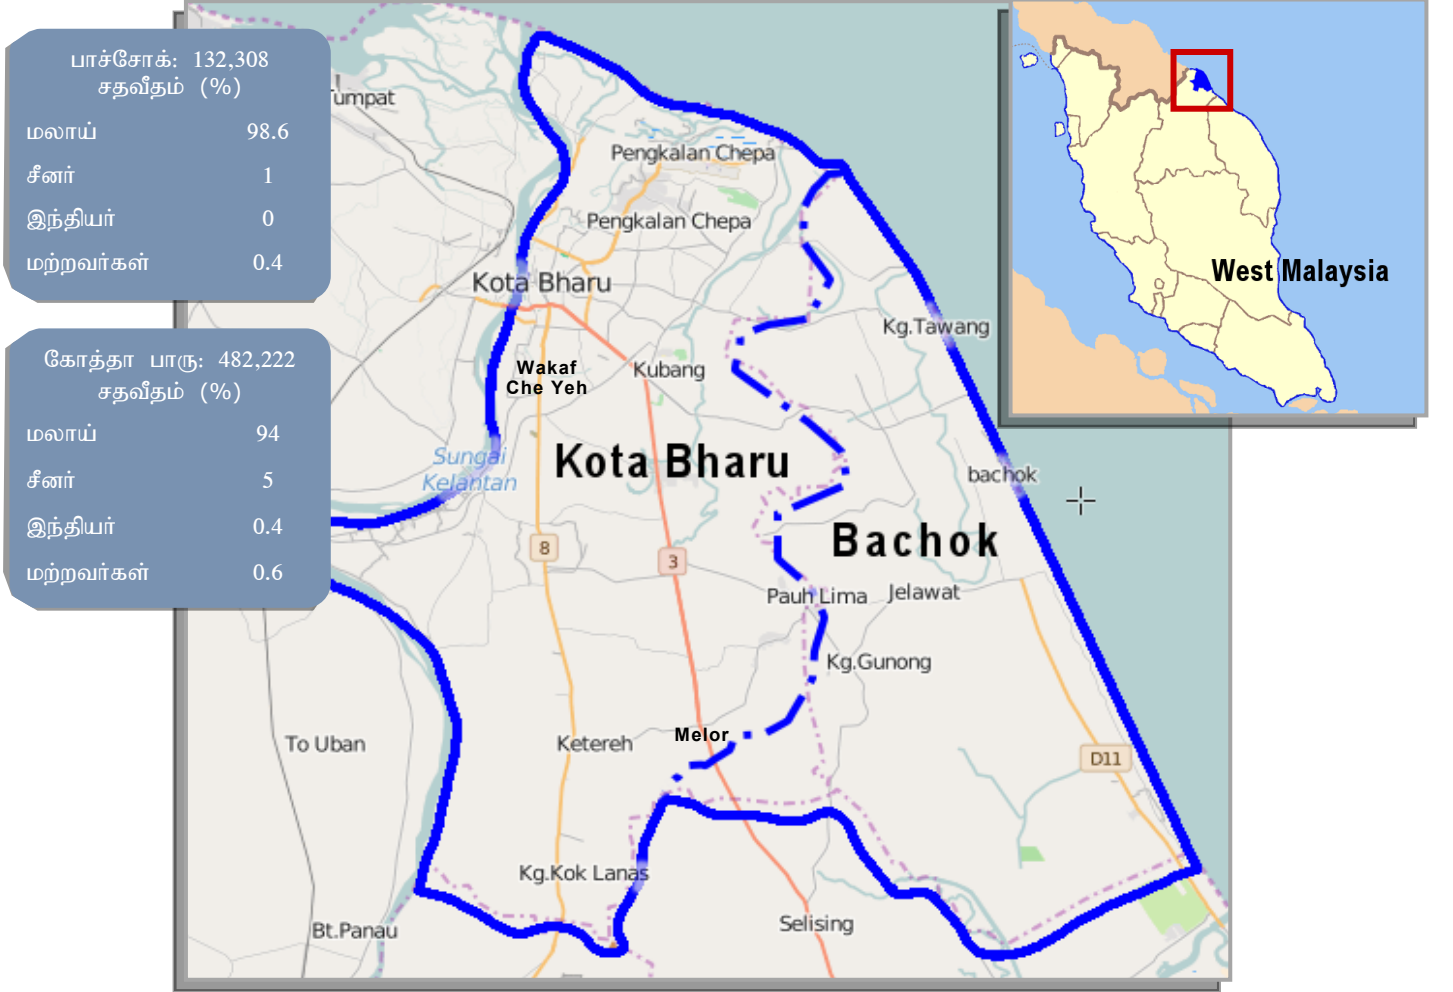 பாச்சோக்: 132,308
சதவீதம் (%)
மலாய் 98.6
சீனர் 1
இந்தியர் 0
மற்றவர்கள் 0.4
கோத்தா பாரு: 482,222
சதவீதம் (%)
மலாய் 94
சீனர் 5
இந்தியர் 0.4
மற்றவர்கள் 0.6
West Malaysia
Tumpat
Pengkalan Chepa
Pengkalan Chepa
Kota Bharu
Kg.Tawang
Wakaf
Che Yeh
Kubang
Sungai
Kelantan
Kota Bharu
bachok
Bachok
8
3
Pauh Lima
Jelawat
Kg.Gunong
To Uban
Ketereh
Melor
D11
Kg.Kok Lanas
Bt.Panau
Selising